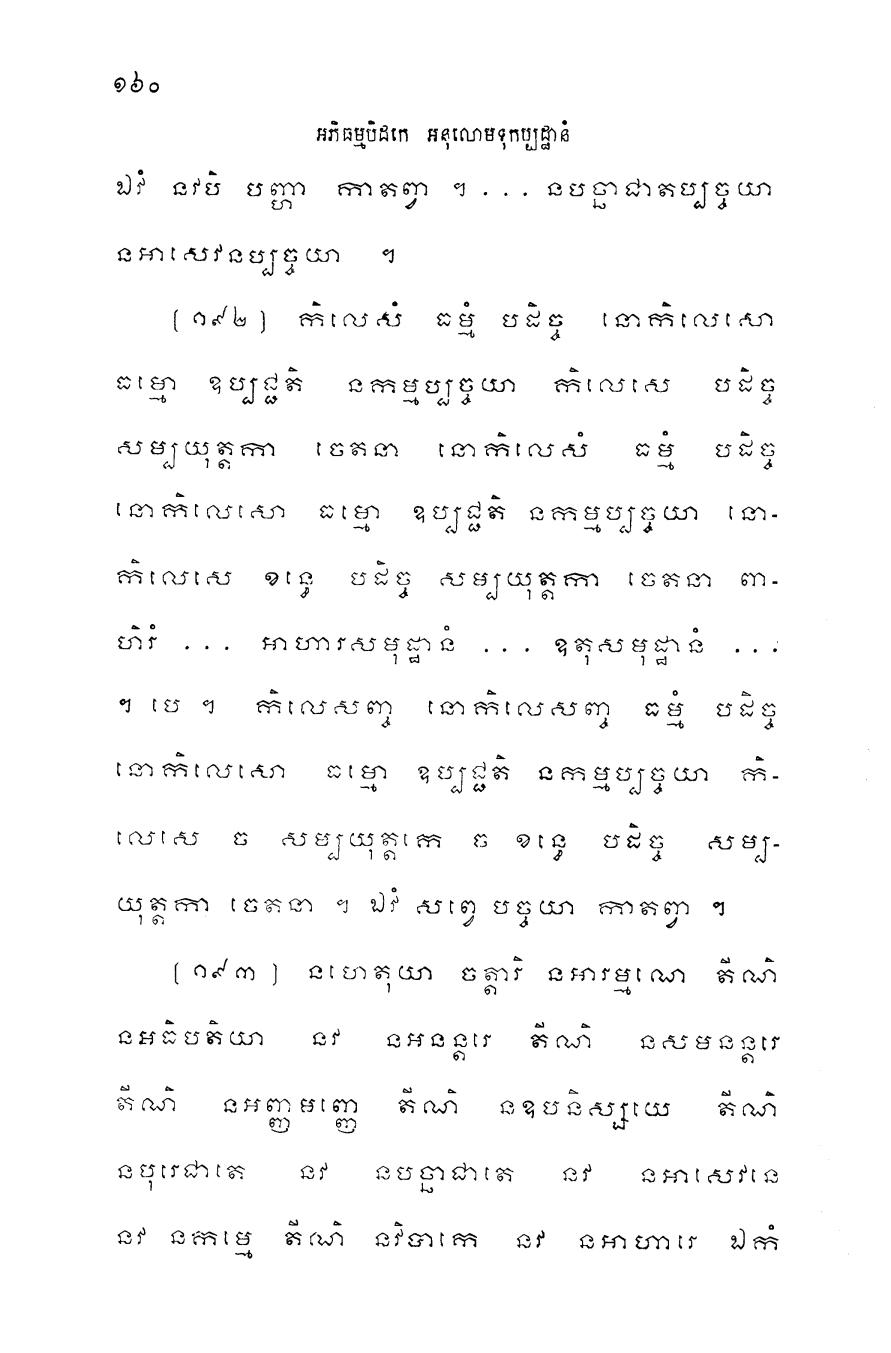 ១៦០
អភិធម្មបិដកេ អនុលោមទុកប្បដ្ឋានំ
ឯវំ នវបិ បញ្ហា កាតព្វា ។ . . . នបច្ឆាជាតប្បច្ចយា
នអាសេវនប្បច្ចយា ។
[ ១៩២ ] កិលេសំ ធម្មំ បដិច្ច នោកិលេសោ
ធម្មោ ឧប្បជ្ជតិ នកម្មប្បច្ចយា កិលេសេ បដិច្ច
សម្បយុត្តកា ចេតនា នោកិលេសំ ធម្មំ បដិច្ច
នោកិលេសោ ធម្មោ ឧប្បជ្ជតិ នកម្មប្បច្ចយា នោ-
កិលេសេ ខន្ធេ បដិច្ច សម្បយុត្តកា ចេតនា ពា-
ហិរំ . . . អាហារសមុដ្ឋានំ . . . ឧតុសមុដ្ឋានំ . . .
។ បេ ។ កិលេសញ្ច នោកិលេសញ្ច ធម្មំ បដិច្ច
នោកិលេសោ ធម្មោ ឧប្បជ្ជតិ នកម្មប្បច្ចយា កិ-
លេសេ ច សម្បយុត្តកេ ច ខន្ធេ បដិច្ច សម្ប-
យុត្តកា ចេតនា ។ ឯវំ សព្វេ បច្ចយា កាតព្វា ។
[ ១៩៣ ] នហេតុយា ចត្តារិ នអារម្មណេ តីណិ
នអធិបតិយា នវ នអនន្តរេ តីណិ នសមនន្តរេ
តីណិ នអញ្ញមញ្ញេ តីណិ នឧបនិស្សយេ តីណិ
នបុរេជាតេ នវ នបច្ឆាជាតេ នវ នអាសេវនេ
នវ នកម្មេ តីណិ នវិបាកេ នវ នអាហារេ ឯកំ